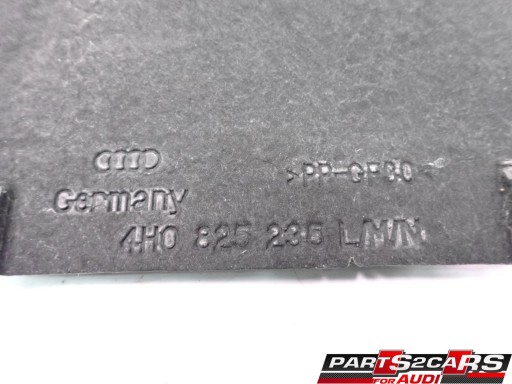 >PP-GF30
Germany
4H0 825 236 L/M/N
PARTS2CARS
FOR AUDI